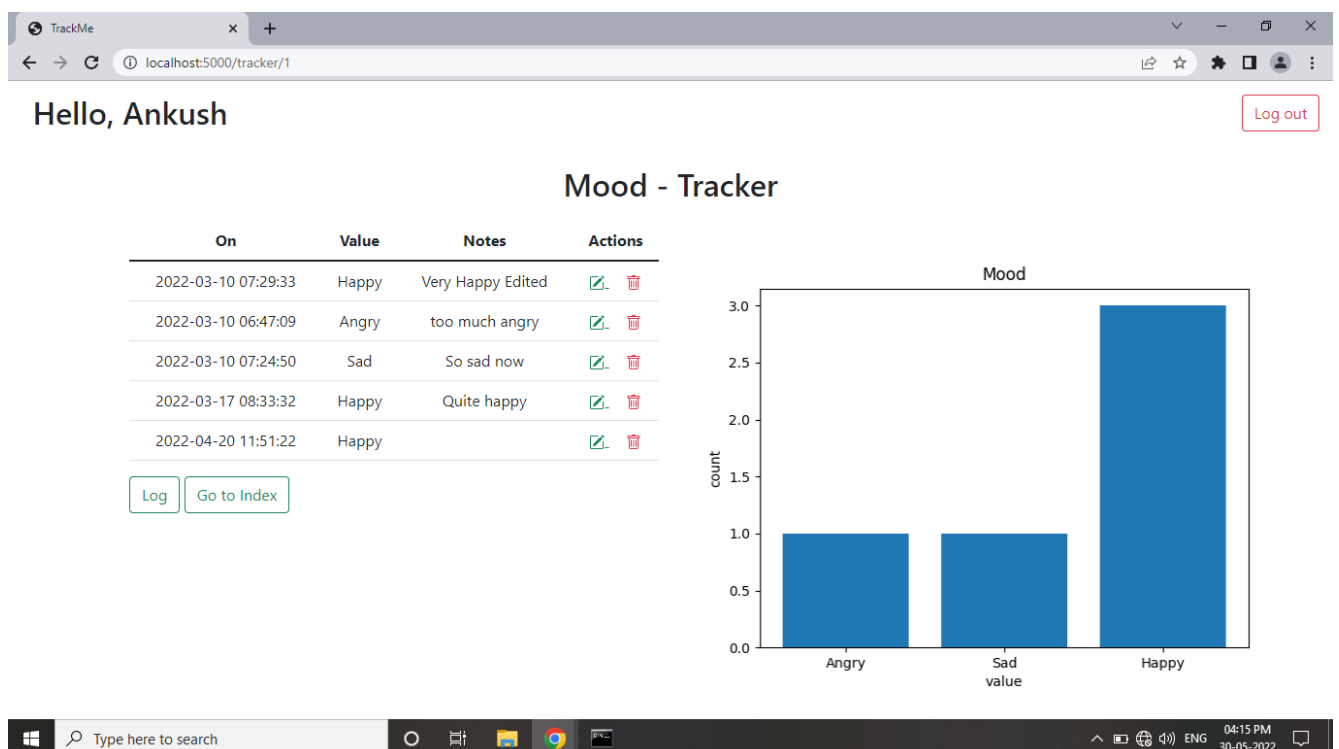 TrackMe
localhost:5000/tracker/1
Hello, Ankush
Log out
Mood - Tracker
On Value Notes Actions
2022-03-10 07:29:33 Happy Very Happy Edited
2022-03-10 06:47:09 Angry too much angry
2022-03-10 07:24:50 Sad So sad now
2022-03-17 08:33:32 Happy Quite happy
2022-04-20 11:51:22 Happy
Log Go to Index
Mood
3.0
2.5
2.0
1.5
1.0
0.5
0.0
count
Angry Sad Happy
value
Type here to search
ENG
04:15 PM
30-05-2022